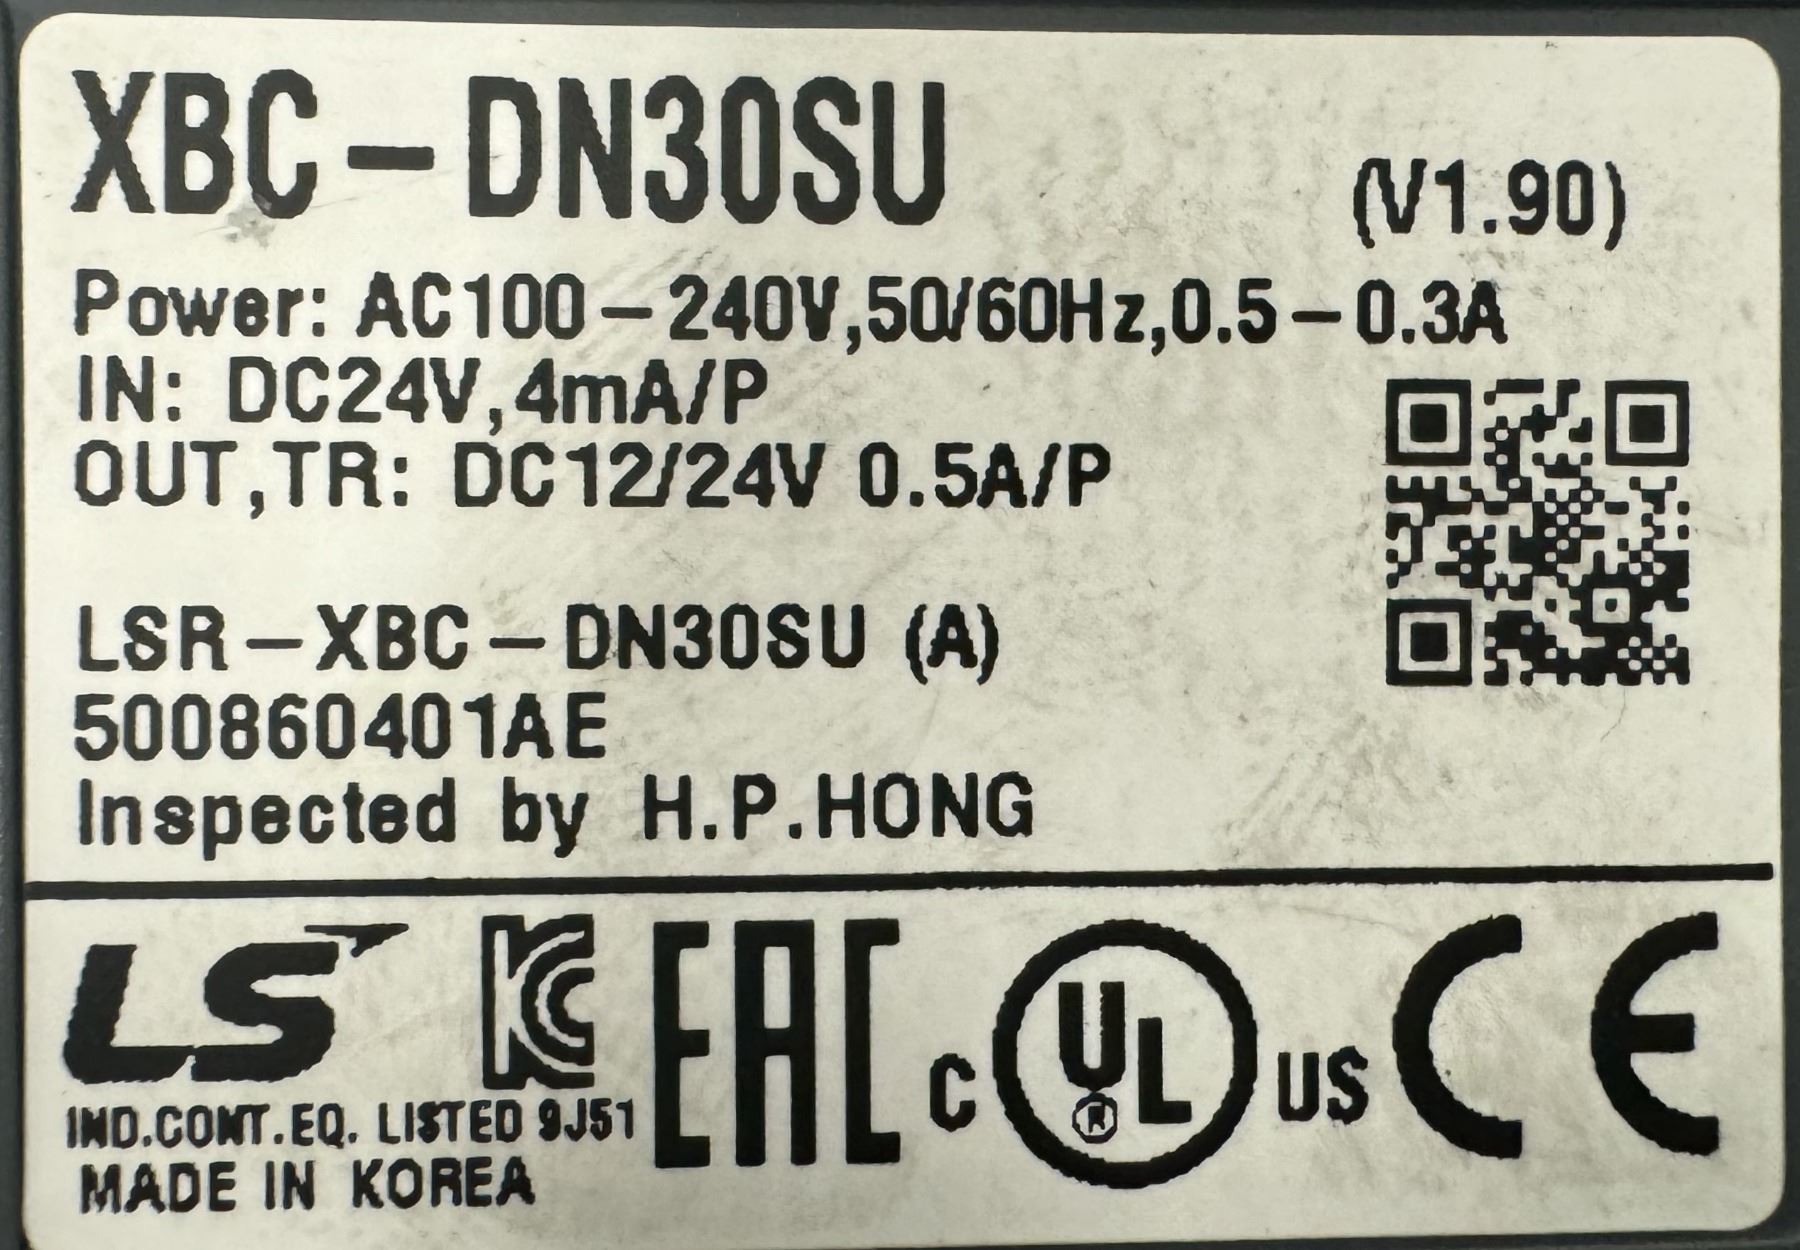 XBC-DN30SU (V1.90)
Power: AC100-240V,50/60Hz,0.5-0.3A
IN: DC24V,4mA/P
OUT,TR: DC12/24V 0.5A/P
LSR-XBC-DN30SU (A)
500860401AE
Inspected by H.P.HONG
LS KC EAC c UL® US CE
IND.CONT.EQ. LISTED 9J51
MADE IN KOREA